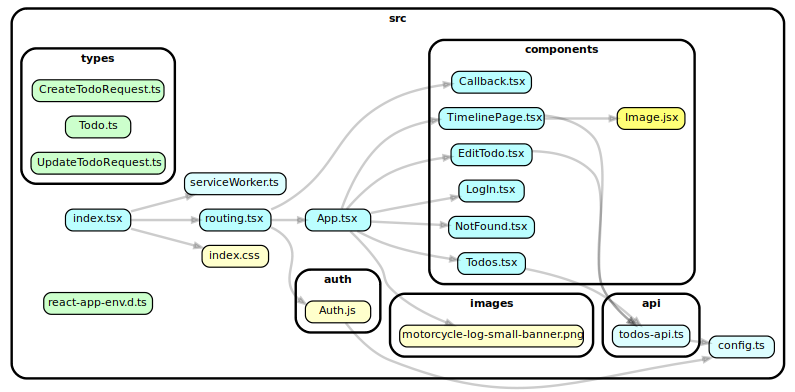 src
types
CreateTodoRequest.ts
Todo.ts
UpdateTodoRequest.ts
components
Callback.tsx
TimelinePage.tsx
Image.jsx
EditTodo.tsx
LogIn.tsx
NotFound.tsx
Todos.tsx
serviceWorker.ts
index.tsx
routing.tsx
App.tsx
index.css
react-app-env.d.ts
auth
Auth.js
images
motorcycle-log-small-banner.png
api
todos-api.ts
config.ts